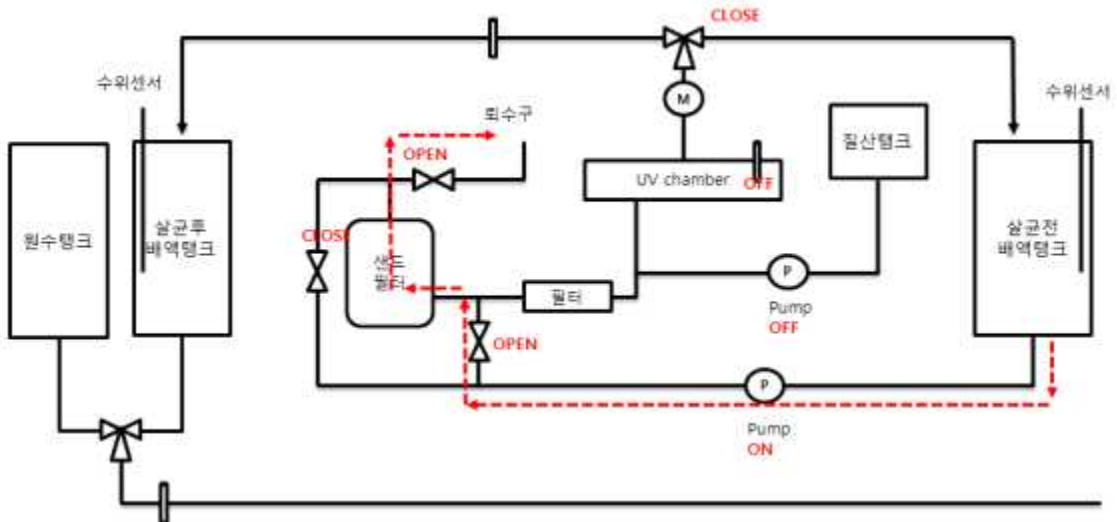 CLOSE
수위센서
수위센서
M
퇴수구
질산탱크
OPEN
UV chamber
OFF
원수탱크
살균후
배액탱크
CLOSE
샌드
필터
필터
P
Pump
OFF
살균전
배액탱크
OPEN
P
Pump
ON